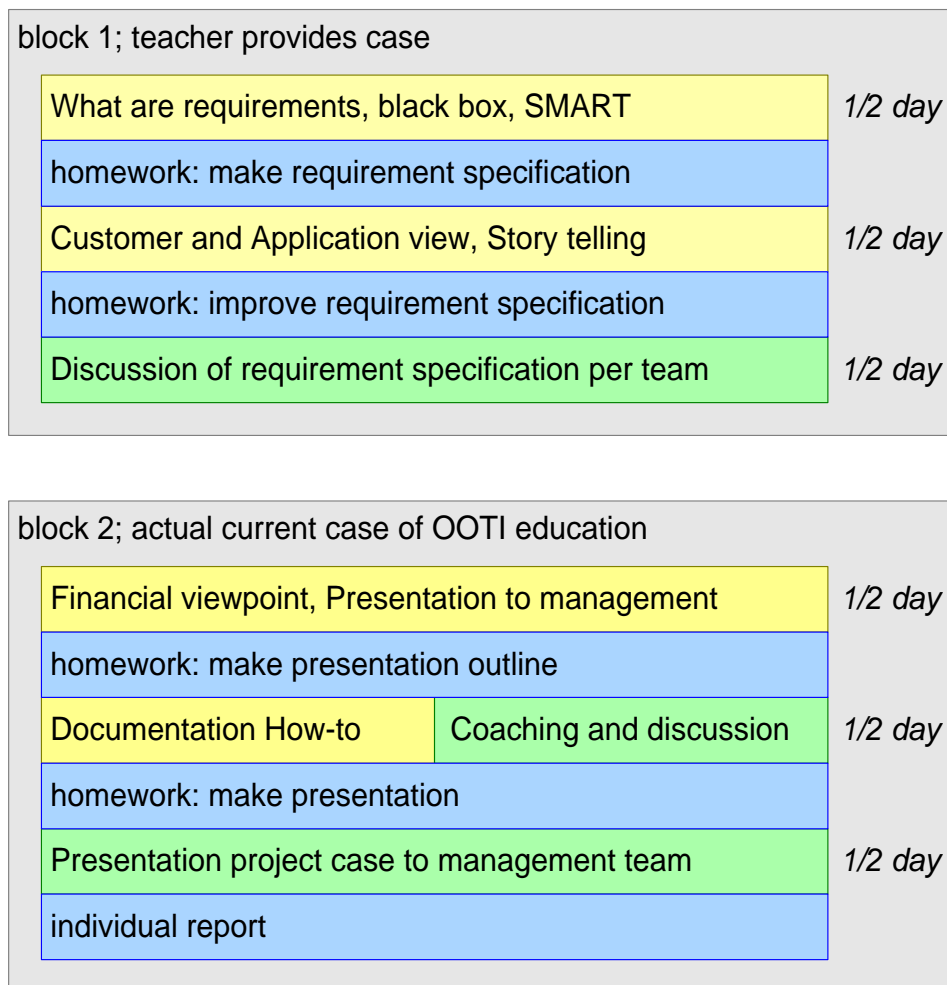 block 1; teacher provides case
What are requirements, black box, SMART 1/2 day
homework: make requirement specification
Customer and Application view, Story telling 1/2 day
homework: improve requirement specification
Discussion of requirement specification per team 1/2 day
block 2; actual current case of OOTI education
Financial viewpoint, Presentation to management 1/2 day
homework: make presentation outline
Documentation How-to Coaching and discussion 1/2 day
homework: make presentation
Presentation project case to management team 1/2 day
individual report